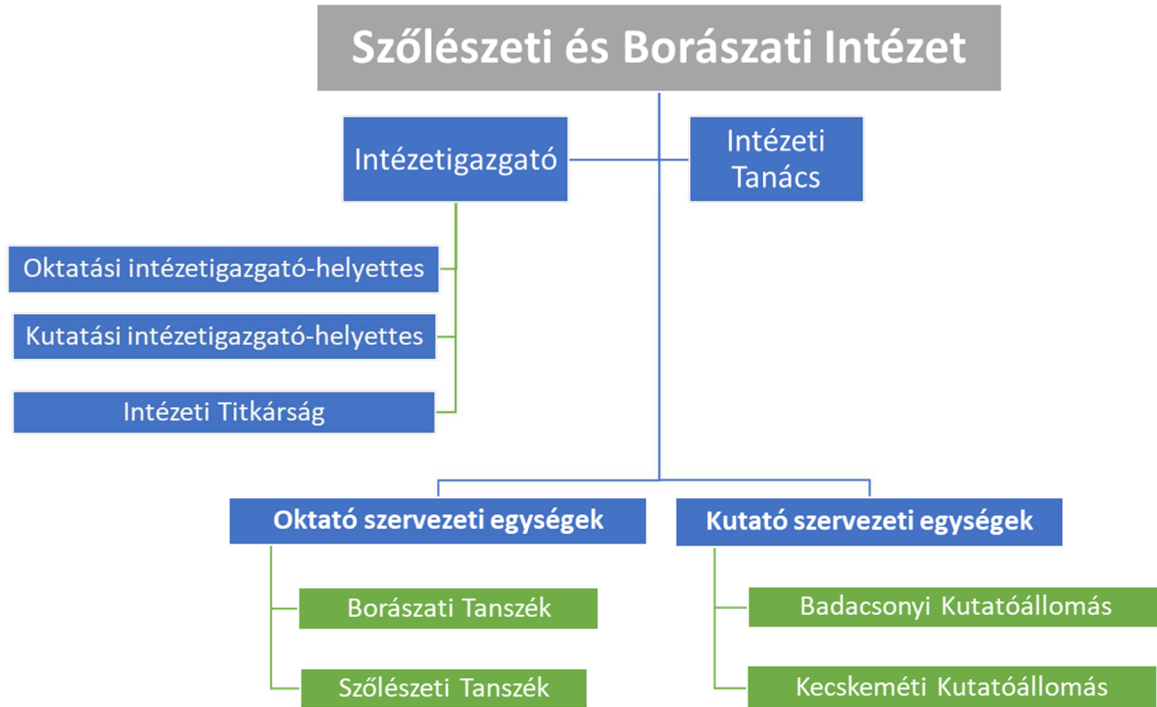 Szőlészeti és Borászati Intézet
Intézetigazgató
Intézeti
Tanács
Oktatási intézetigazgató-helyettes
Kutatási intézetigazgató-helyettes
Intézeti Titkárság
Oktató szervezeti egységek
Kutató szervezeti egységek
Borászati Tanszék
Badacsonyi Kutatóállomás
Szőlészeti Tanszék
Kecskeméti Kutatóállomás